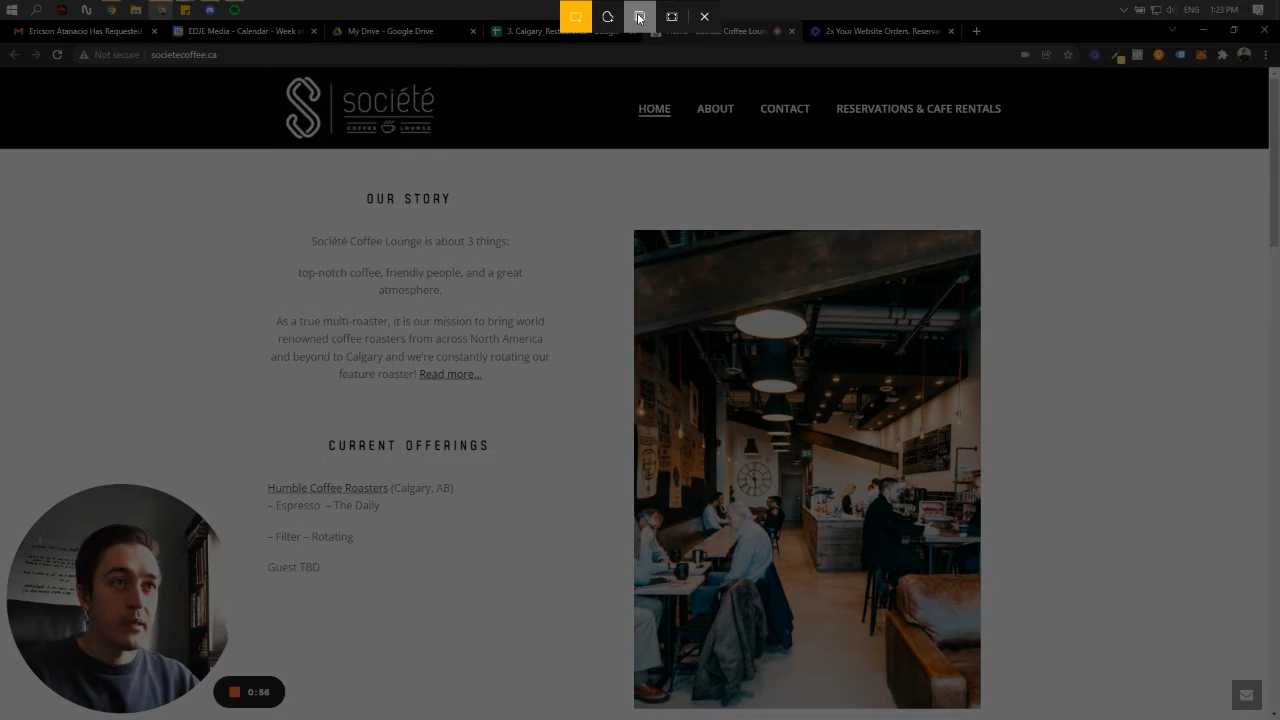 ENG 1:23 PM
Ericson Atanacio Has Requested
EDJE Media - Calendar - Week o
My Drive - Google Drive
2x Your Website Orders, Reserva
Not secure societecoffee.ca
société
COFFEE LOUNGE
HOME ABOUT CONTACT RESERVATIONS & CAFE RENTALS
OUR STORY
Société Coffee Lounge is about 3 things:
top-notch coffee, friendly people, and a great
atmosphere.
As a true multi-roaster, it is our mission to bring world
renowned coffee roasters from across North America
and beyond to Calgary and we're constantly rotating our
feature roaster! Read more...
CURRENT OFFERINGS
Humble Coffee Roasters (Calgary, AB)
– Espresso – The Daily
– Filter – Rotating
Guest TBD
0:56